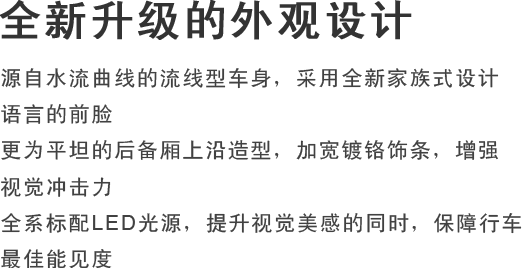 全新升级的外观设计
源自水流曲线的流线型车身，采用全新家族式设计
语言的前脸
更为平坦的后备厢上沿造型，加宽镀铬饰条，增强
视觉冲击力
全系标配LED光源，提升视觉美感的同时，保障行车
最佳能见度